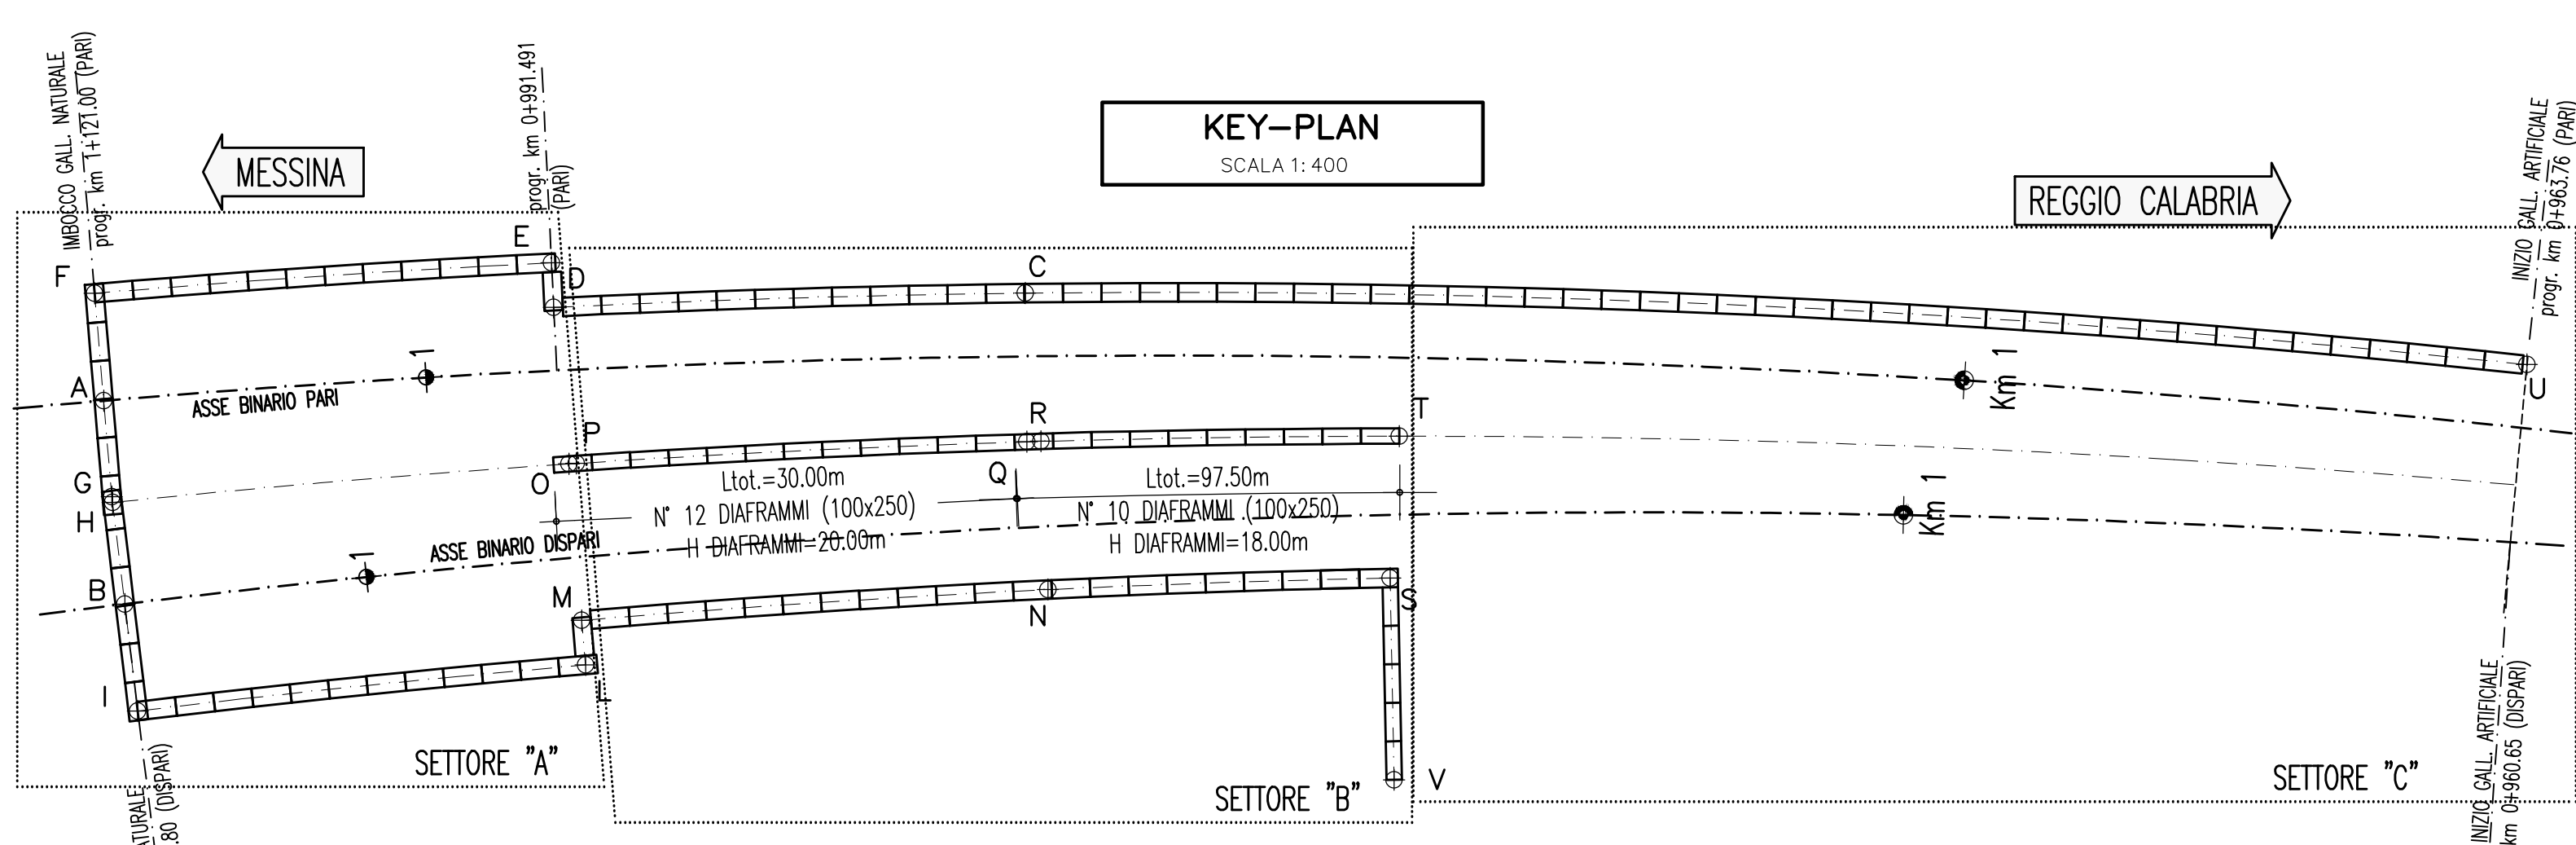 KEY-PLAN
SCALA 1:400
MESSINA
REGGIO CALABRIA
IMBOCCO GALL. NATURALE
progr. km 1+121.00 (PARI)
progr. km 0+991.491
(PARI)
INIZIO GALL. ARTIFICIALE
progr. km 0+963.76 (PARI)
F
E
D
C
A
1
ASSE BINARIO PARI
Km 1
U
G
H
O
P
R
Q
T
Ltot.=30.00m
N° 12 DIAFRAMMI (100x250)
H DIAFRAMMI=20.00m
Ltot.=97.50m
N° 10 DIAFRAMMI (100x250)
H DIAFRAMMI=18.00m
Km 1
ASSE BINARIO DISPARI
1
B
M
N
S
I
L
V
SETTORE "A"
SETTORE "B"
SETTORE "C"
.80 (DISPARI)
INIZIO GALL. ARTIFICIALE
km 0+960.65 (DISPARI)